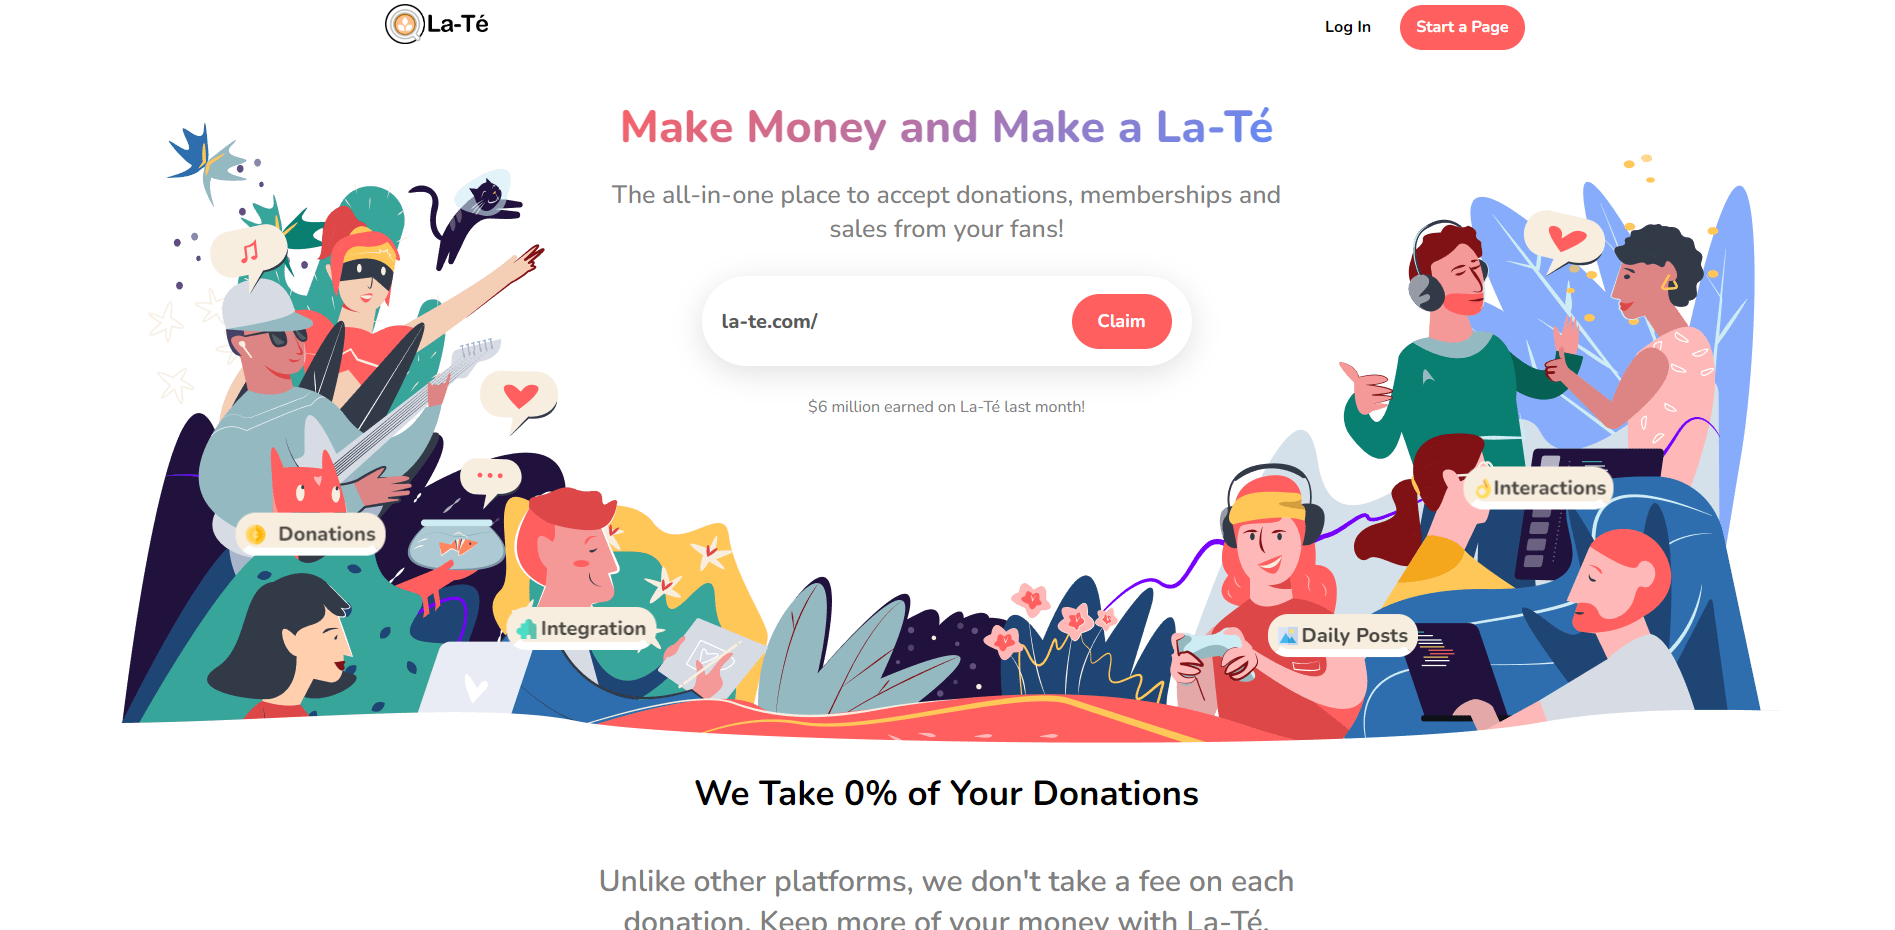 La-Té
Log In
Start a Page
Make Money and Make a La-Té
The all-in-one place to accept donations, memberships and
sales from your fans!
la-te.com/
Claim
$6 million earned on La-Té last month!
Interactions
Donations
Integration
Daily Posts
We Take 0% of Your Donations
Unlike other platforms, we don't take a fee on each
donation. Keep more of your money with La-Té.